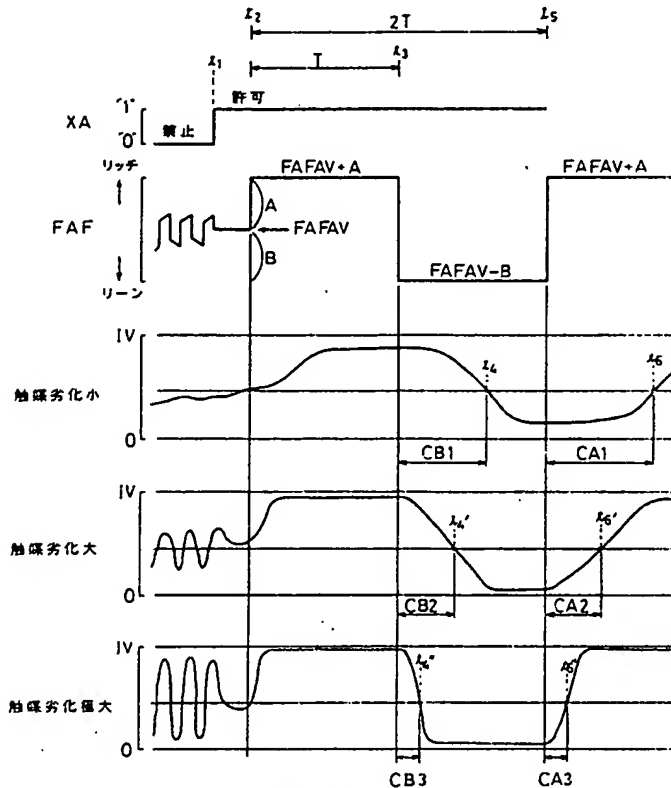 t2 t5
2T
t1 T t3
許可
"1"
XA
"0" 禁止
リッチ
FAFAV+A FAFAV+A
A
FAF FAFAV
B
FAFAV-B
リーン
1V
触媒劣化小 t4 t6
0
CB1 CA1
1V
触媒劣化大 t4' t6'
0
CB2 CA2
1V
触媒劣化極大 t4" t6"
0
CB3 CA3